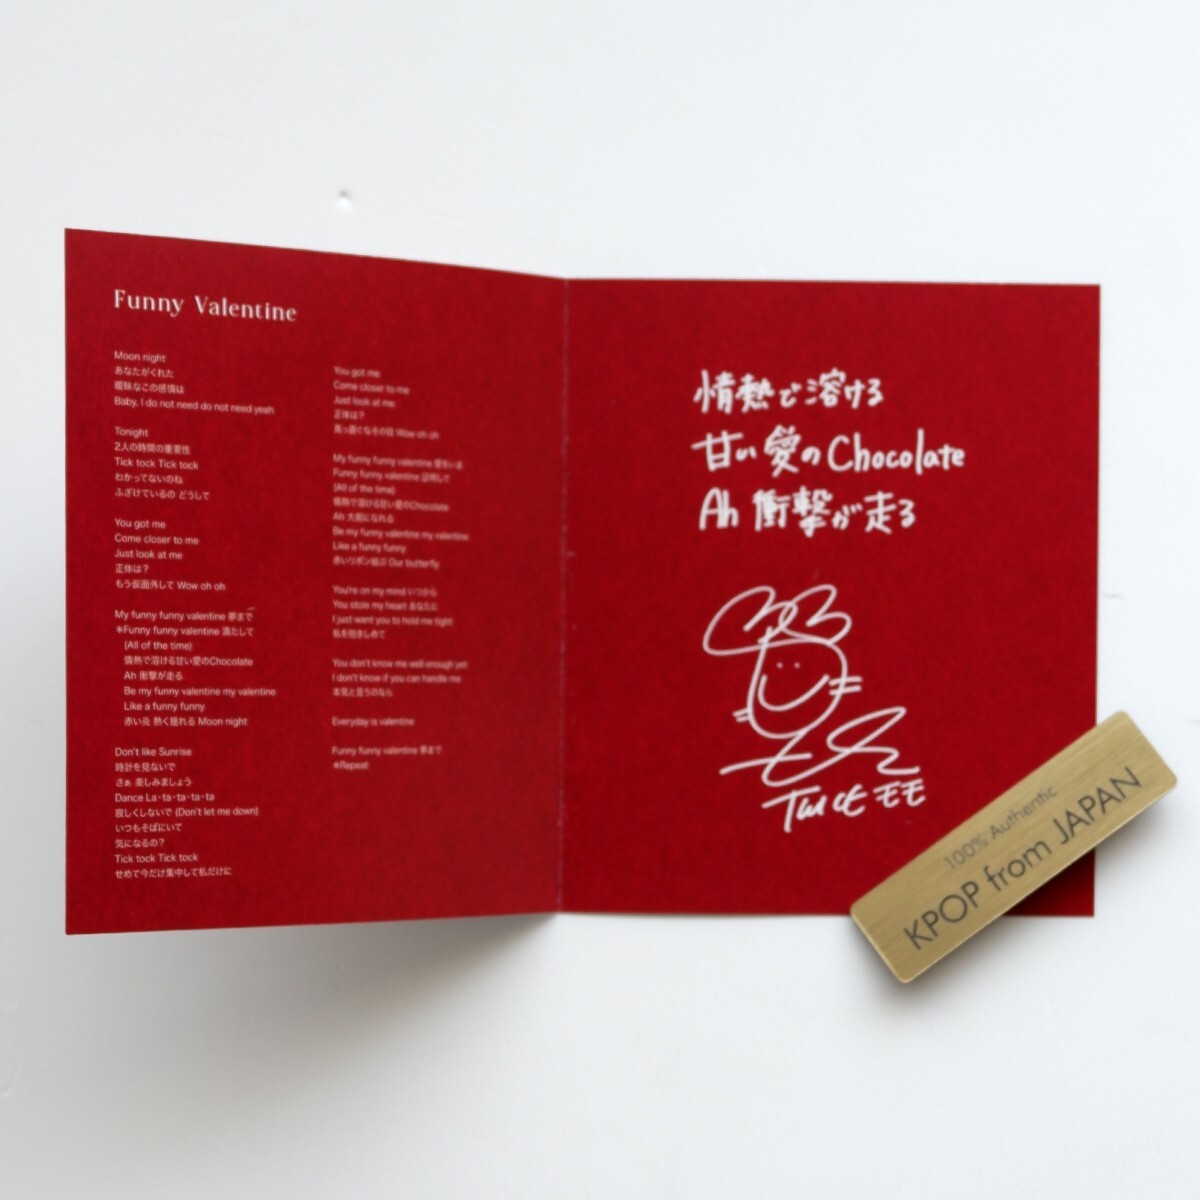 Funny Valentine
Moon night
あなたがくれた
曖昧なこの感情は
Baby, I do not need do not need yeah
Tonight
2人の時間の重要性
Tick tock Tick tock
わかってないのね
ふざけているの どうして
You got me
Come closer to me
Just look at me
正体は？
もう仮面外して Wow oh oh
My funny funny valentine 夢まで
＊Funny funny valentine 満たして
(All of the time)
情熱で溶ける甘い愛のChocolate
Ah 衝撃が走る
Be my funny valentine my valentine
Like a funny funny
赤い炎 熱く揺れる Moon night
Don't like Sunrise
時計を見ないで
さぁ 楽しみましょう
Dance La・ta・ta・ta・ta
寂しくしないで (Don't let me down)
いつもそばにいて
気になるの？
Tick tock Tick tock
せめて今だけ集中して私だけに
You got me
Come closer to me
Just look at me
正体は？
真っ直ぐなその目 Wow oh oh
My funny funny valentine 愛をいま
Funny funny valentine 証明して
(All of the time)
情熱で溶ける甘い愛のChocolate
Ah 大胆になれる
Be my funny valentine my valentine
Like a funny funny
赤いリボン結ぶ Our butterfly
You're on my mind いつから
You stole my heart あなたに
I just want you to hold me tight
私を抱きしめて
You don't know me well enough yet
I don't know if you can handle me
本気と言うのなら
Everyday is valentine
Funny funny valentine 夢まで
＊Repeat
情熱で溶ける
甘い愛のChocolate
Ah 衝撃が走る
TWICE モモ
100% Authentic
KPOP from JAPAN